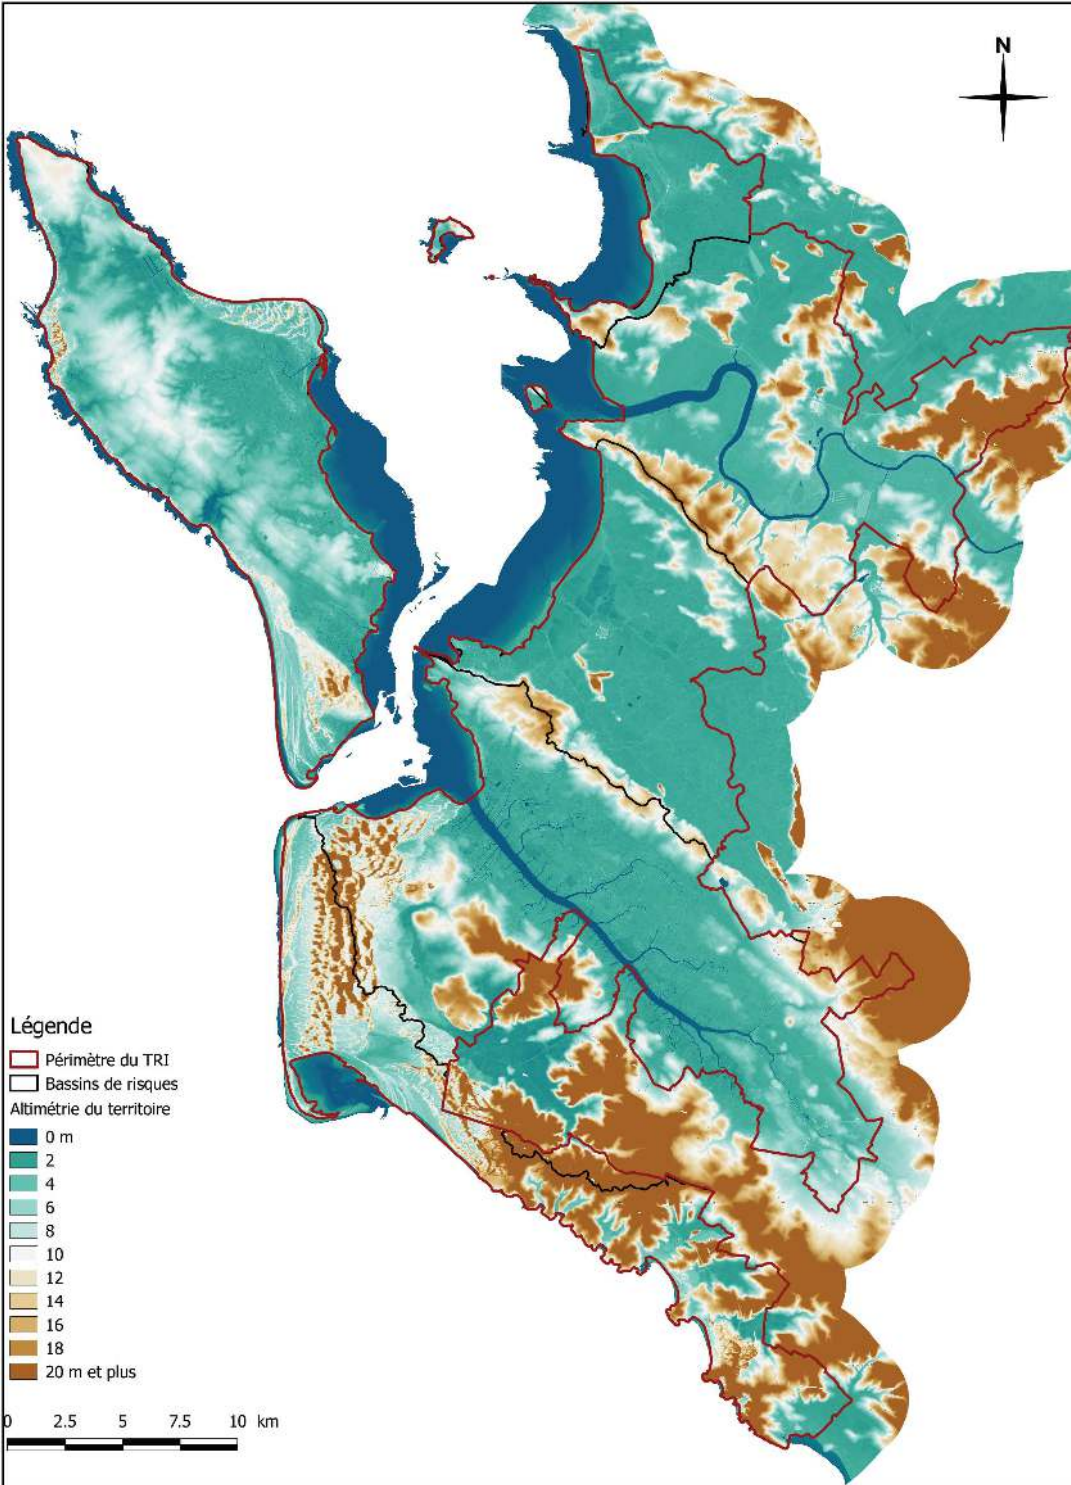 N
Légende
Périmètre du TRI
Bassins de risques
Altimétrie du territoire
0 m
2
4
6
8
10
12
14
16
18
20 m et plus
0 2.5 5 7.5 10 km